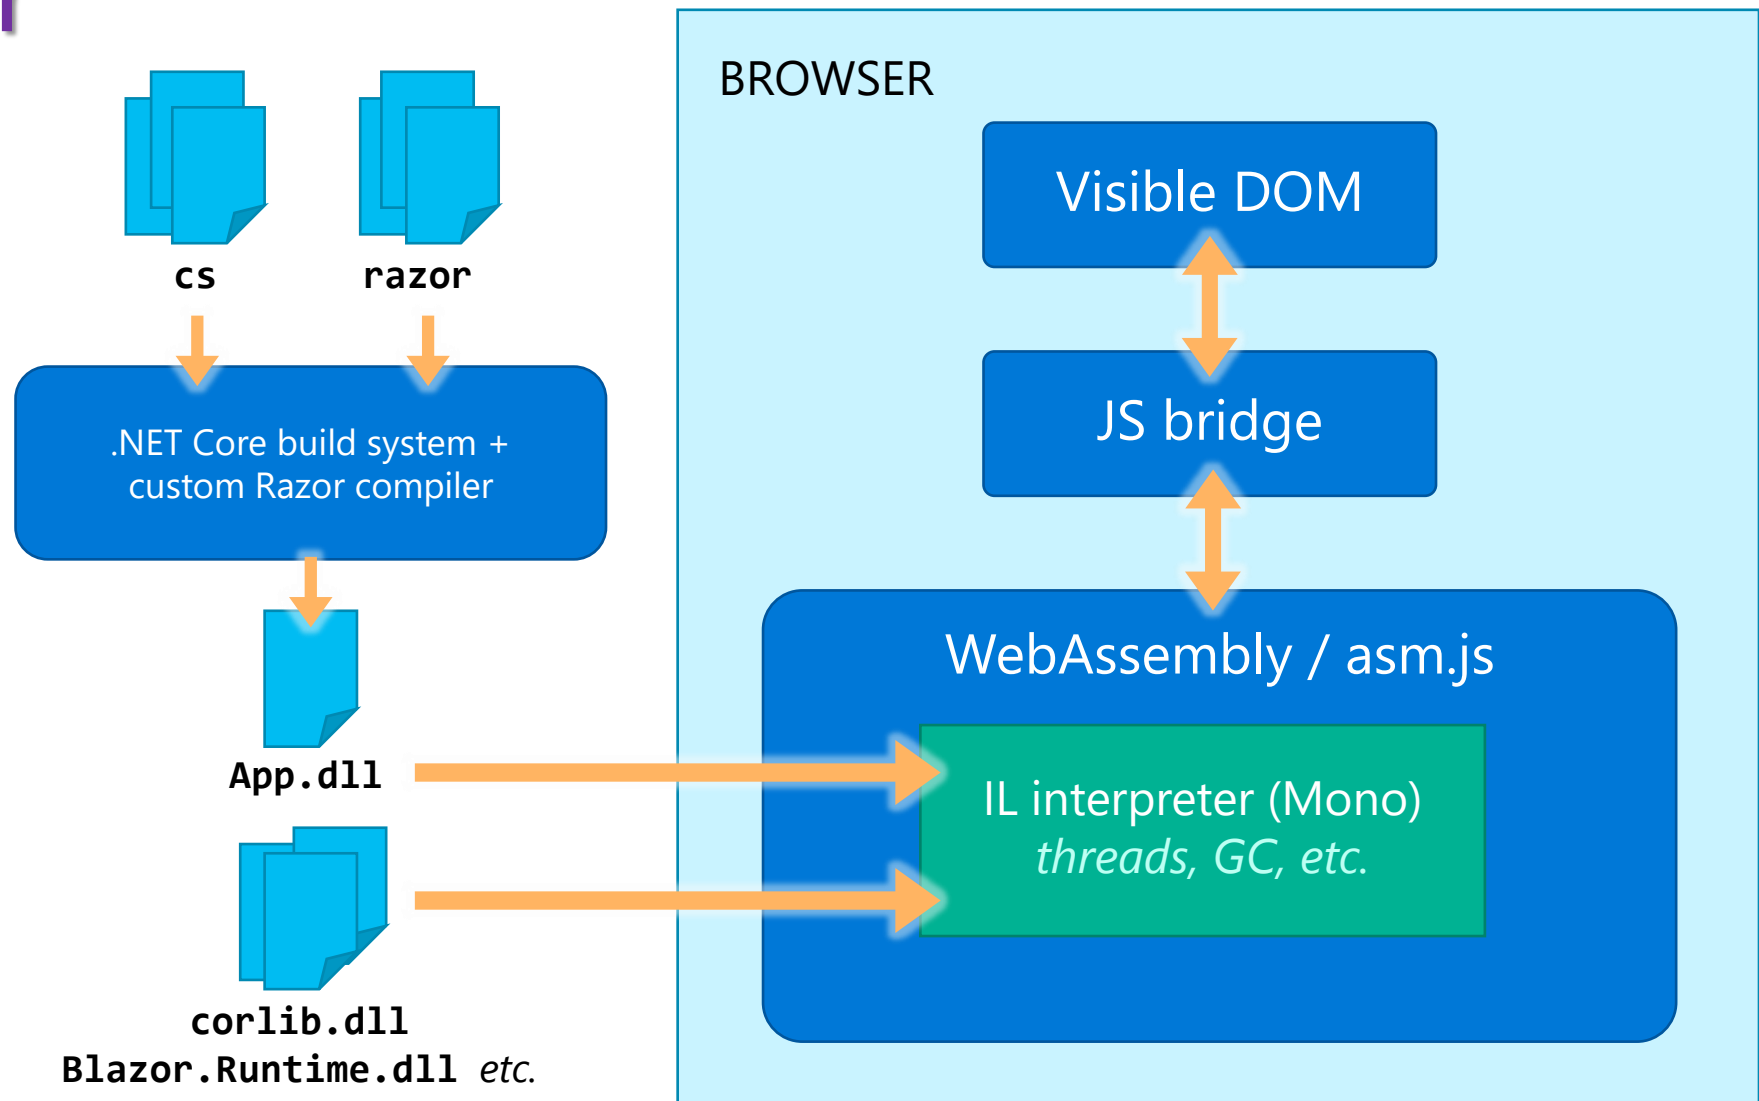 cs
razor
.NET Core build system +
custom Razor compiler
App.dll
corlib.dll
Blazor.Runtime.dll etc.
BROWSER
Visible DOM
JS bridge
WebAssembly / asm.js
IL interpreter (Mono)
threads, GC, etc.